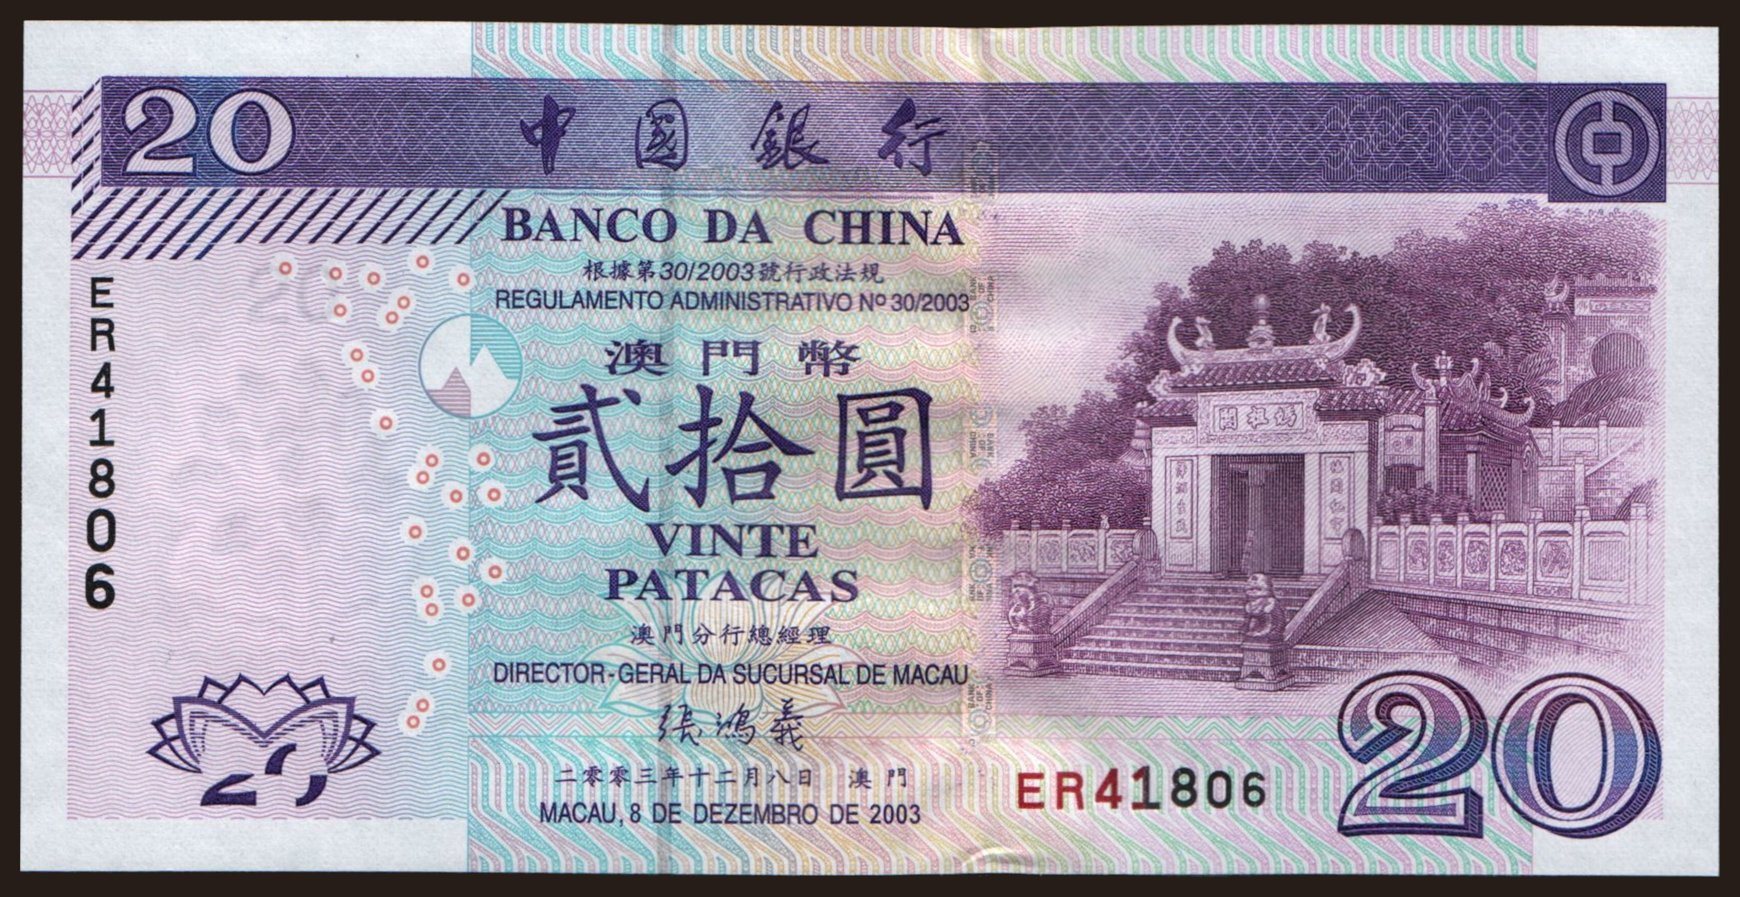 20
中國銀行
BANCO DA CHINA
根據第30/2003號行政法規
REGULAMENTO ADMINISTRATIVO Nº 30/2003
澳門幣
貳拾圓
VINTE
PATACAS
澳門分行總經理
DIRECTOR-GERAL DA SUCURSAL DE MACAU
張鴻義
二零零三年十二月八日 澳門
MACAU, 8 DE DEZEMBRO DE 2003
ER41806
ER41806
媽祖閣
20